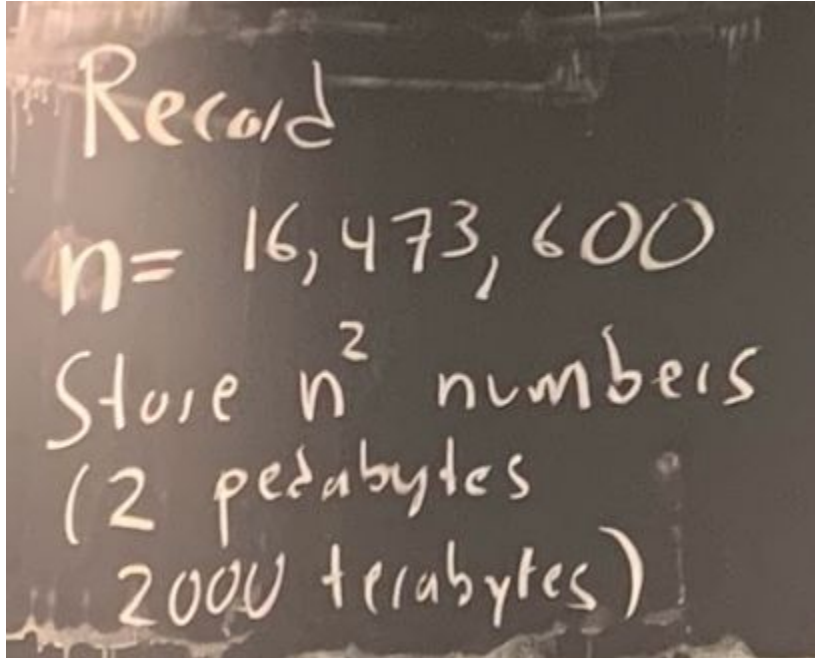 Record
n= 16,473,600
Store n² numbers
(2 petabytes
2000 terabytes)